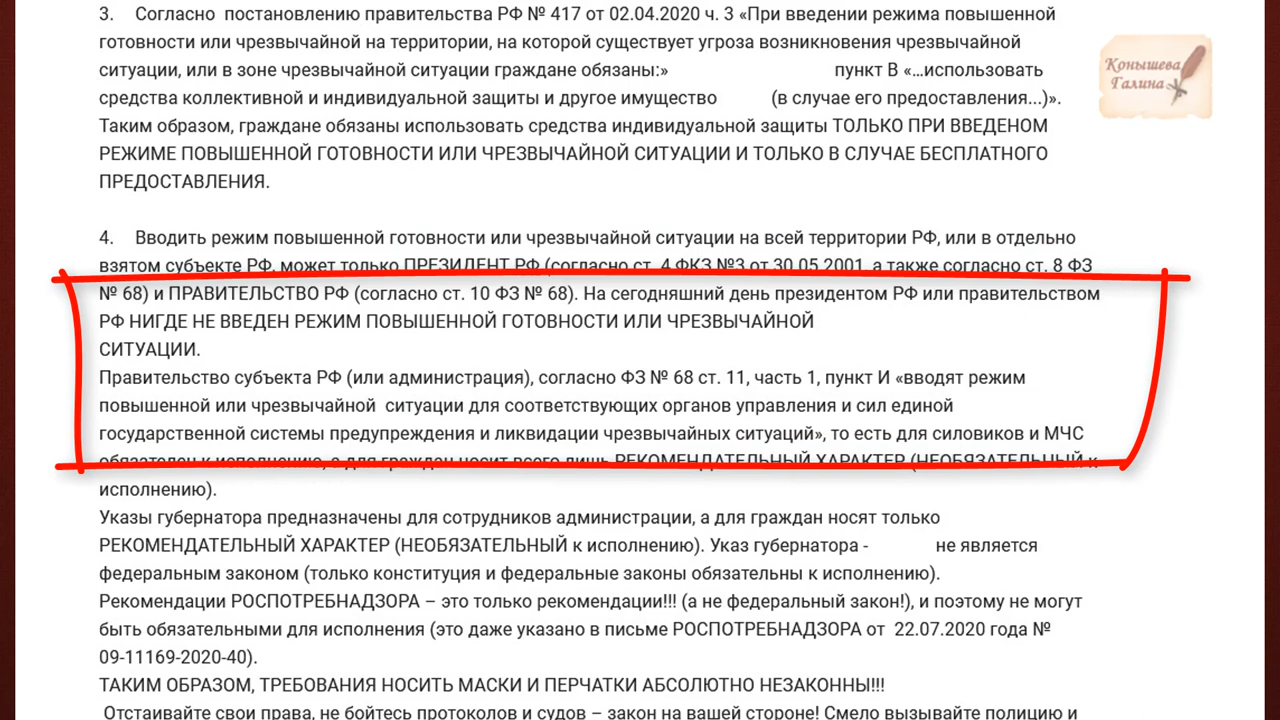 3. Согласно постановлению правительства РФ № 417 от 02.04.2020 ч. 3 «При введении режима повышенной
готовности или чрезвычайной на территории, на которой существует угроза возникновения чрезвычайной
ситуации, или в зоне чрезвычайной ситуации граждане обязаны:» пункт В «…использовать
средства коллективной и индивидуальной защиты и другое имущество (в случае его предоставления...)».
Таким образом, граждане обязаны использовать средства индивидуальной защиты ТОЛЬКО ПРИ ВВЕДЕНОМ
РЕЖИМЕ ПОВЫШЕННОЙ ГОТОВНОСТИ ИЛИ ЧРЕЗВЫЧАЙНОЙ СИТУАЦИИ И ТОЛЬКО В СЛУЧАЕ БЕСПЛАТНОГО
ПРЕДОСТАВЛЕНИЯ.
Конышева
Галина
4. Вводить режим повышенной готовности или чрезвычайной ситуации на всей территории РФ, или в отдельно
взятом субъекте РФ, может только ПРЕЗИДЕНТ РФ (согласно ст. 4 ФКЗ №3 от 30.05.2001, а также согласно ст. 8 ФЗ
№ 68) и ПРАВИТЕЛЬСТВО РФ (согласно ст. 10 ФЗ № 68). На сегодняшний день президентом РФ или правительством
РФ НИГДЕ НЕ ВВЕДЕН РЕЖИМ ПОВЫШЕННОЙ ГОТОВНОСТИ ИЛИ ЧРЕЗВЫЧАЙНОЙ
СИТУАЦИИ.
Правительство субъекта РФ (или администрация), согласно ФЗ № 68 ст. 11, часть 1, пункт И «вводят режим
повышенной или чрезвычайной ситуации для соответствующих органов управления и сил единой
государственной системы предупреждения и ликвидации чрезвычайных ситуаций», то есть для силовиков и МЧС
обязателен к исполнению, а для граждан носит всего лишь РЕКОМЕНДАТЕЛЬНЫЙ ХАРАКТЕР (НЕОБЯЗАТЕЛЬНЫЙ к
исполнению).
Указы губернатора предназначены для сотрудников администрации, а для граждан носят только
РЕКОМЕНДАТЕЛЬНЫЙ ХАРАКТЕР (НЕОБЯЗАТЕЛЬНЫЙ к исполнению). Указ губернатора - не является
федеральным законом (только конституция и федеральные законы обязательны к исполнению).
Рекомендации РОСПОТРЕБНАДЗОРА – это только рекомендации!!! (а не федеральный закон!), и поэтому не могут
быть обязательными для исполнения (это даже указано в письме РОСПОТРЕБНАДЗОРА от 22.07.2020 года №
09-11169-2020-40).
ТАКИМ ОБРАЗОМ, ТРЕБОВАНИЯ НОСИТЬ МАСКИ И ПЕРЧАТКИ АБСОЛЮТНО НЕЗАКОННЫ!!!
Отстаивайте свои права, не бойтесь протоколов и судов – закон на вашей стороне! Смело вызывайте полицию и